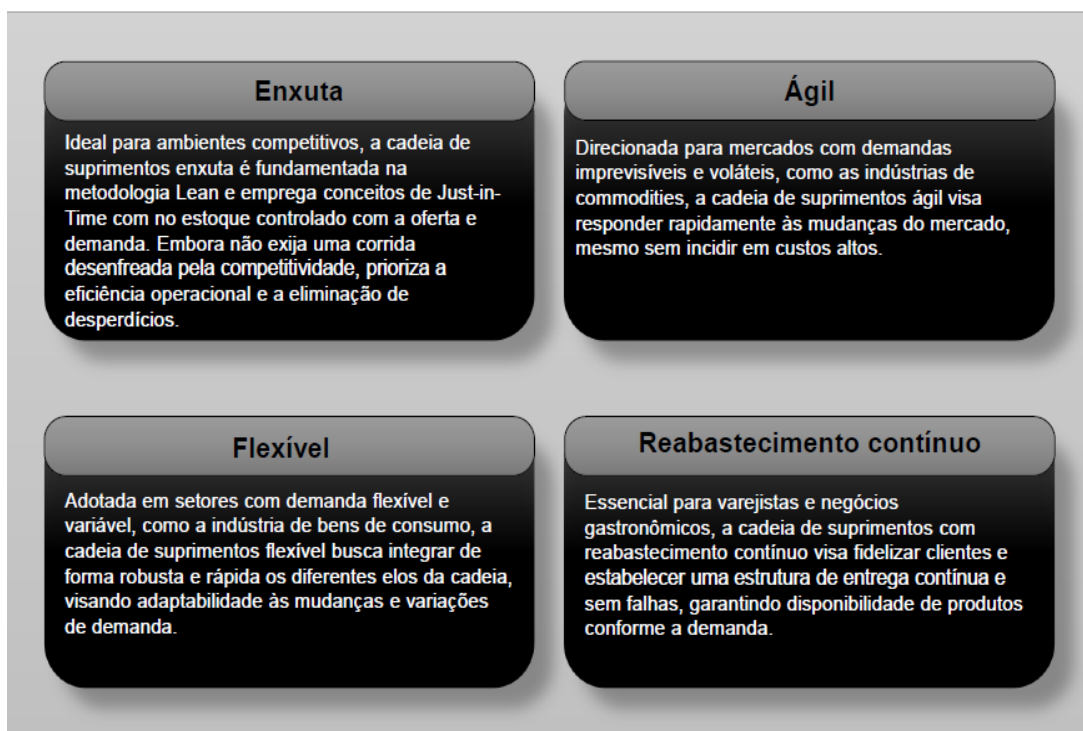 Enxuta
Ideal para ambientes competitivos, a cadeia de
suprimentos enxuta é fundamentada na
metodologia Lean e emprega conceitos de Just-in-
Time com no estoque controlado com a oferta e
demanda. Embora não exija uma corrida
desenfreada pela competitividade, prioriza a
eficiência operacional e a eliminação de
desperdícios.
Ágil
Direcionada para mercados com demandas
imprevisíveis e voláteis, como as indústrias de
commodities, a cadeia de suprimentos ágil visa
responder rapidamente às mudanças do mercado,
mesmo sem incidir em custos altos.
Flexível
Adotada em setores com demanda flexível e
variável, como a indústria de bens de consumo, a
cadeia de suprimentos flexível busca integrar de
forma robusta e rápida os diferentes elos da cadeia,
visando adaptabilidade às mudanças e variações
de demanda.
Reabastecimento contínuo
Essencial para varejistas e negócios
gastronômicos, a cadeia de suprimentos com
reabastecimento contínuo visa fidelizar clientes e
estabelecer uma estrutura de entrega contínua e
sem falhas, garantindo disponibilidade de produtos
conforme a demanda.